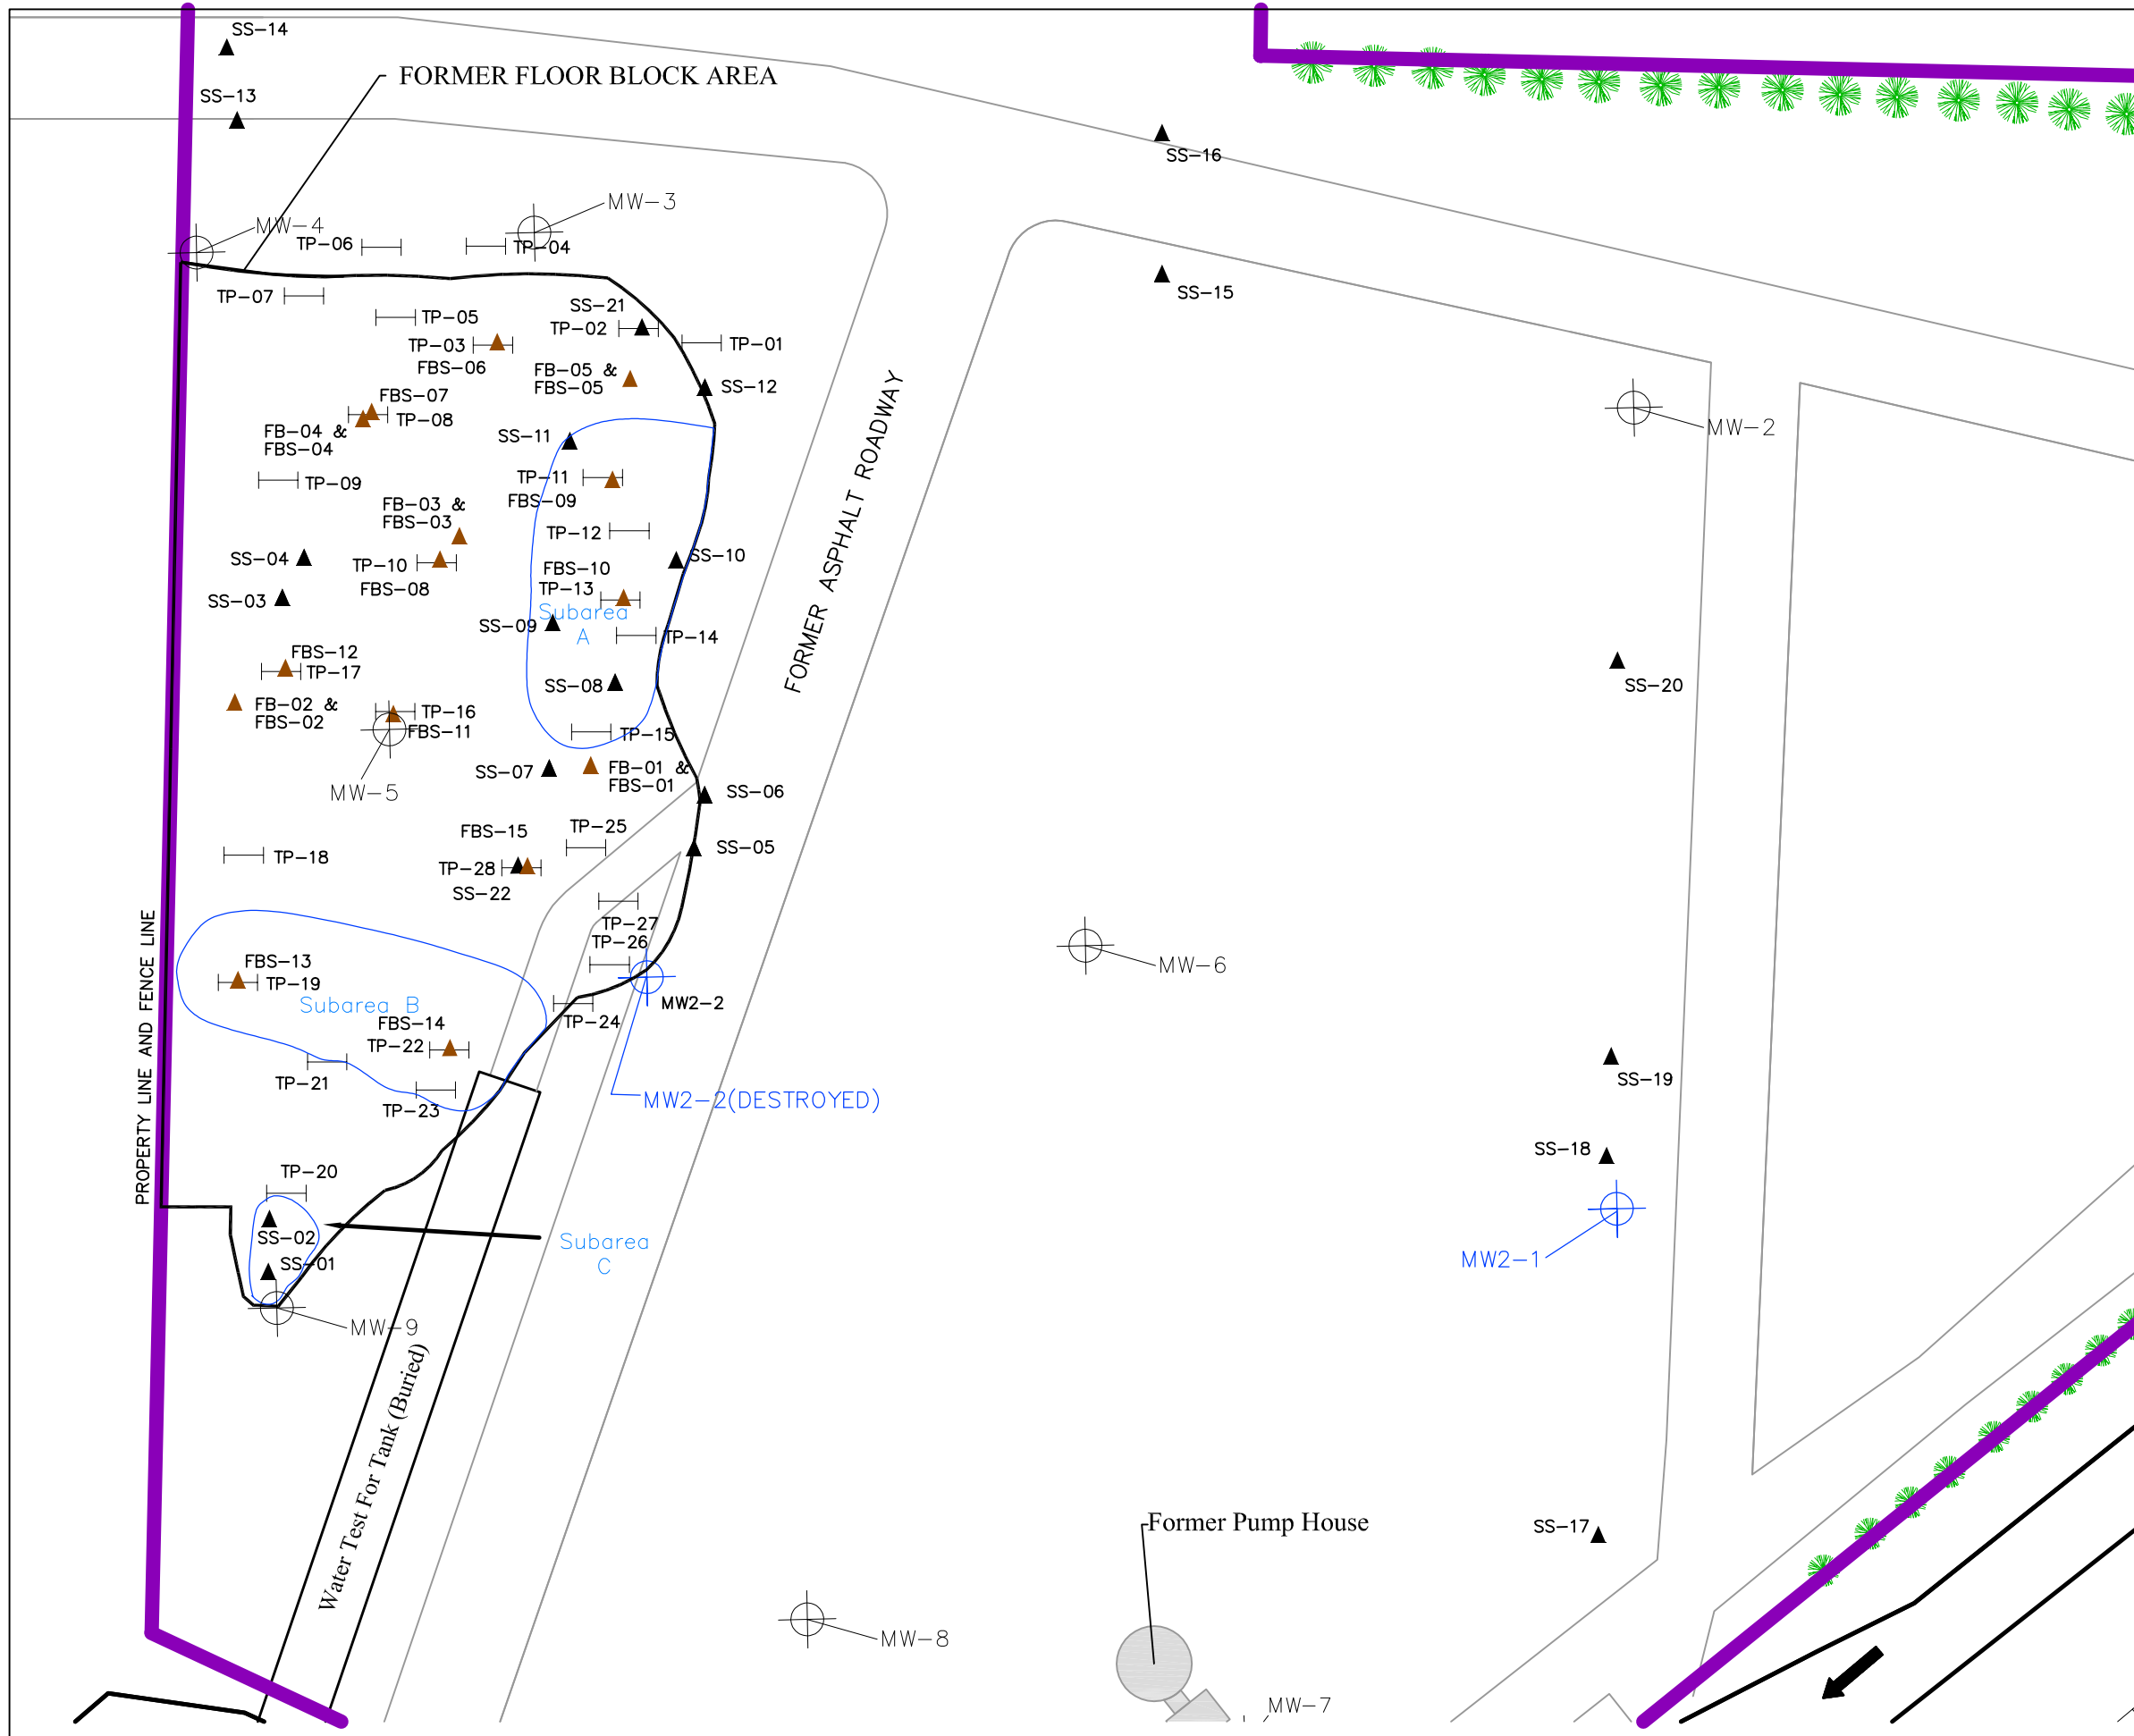 SS-14
FORMER FLOOR BLOCK AREA
SS-13
SS-16
MW-3
MW-4
TP-06
TP-04
TP-07
SS-15
SS-21
TP-05
TP-02
TP-03
TP-01
FBS-06
FB-05 &
FBS-05
SS-12
FBS-07
TP-08
FB-04 &
FBS-04
SS-11
MW-2
TP-09
TP-11
FBS-09
FB-03 &
FBS-03
TP-12
SS-04
TP-10
FBS-08
SS-10
FBS-10
TP-13
SS-03
Subarea
A
SS-09
TP-14
FORMER ASPHALT ROADWAY
FBS-12
TP-17
SS-08
SS-20
FB-02 &
FBS-02
TP-16
FBS-11
TP-15
SS-07
FB-01 &
FBS-01
MW-5
SS-06
FBS-15
TP-25
SS-05
TP-18
TP-28
SS-22
TP-27
TP-26
PROPERTY LINE AND FENCE LINE
FBS-13
TP-19
MW-6
Subarea B
MW2-2
FBS-14
TP-24
TP-22
TP-21
SS-19
TP-23
MW2-2(DESTROYED)
SS-18
TP-20
SS-02
Subarea
C
SS-01
MW2-1
MW-9
Water Test For Tank (Buried)
Former Pump House
SS-17
MW-8
MW-7